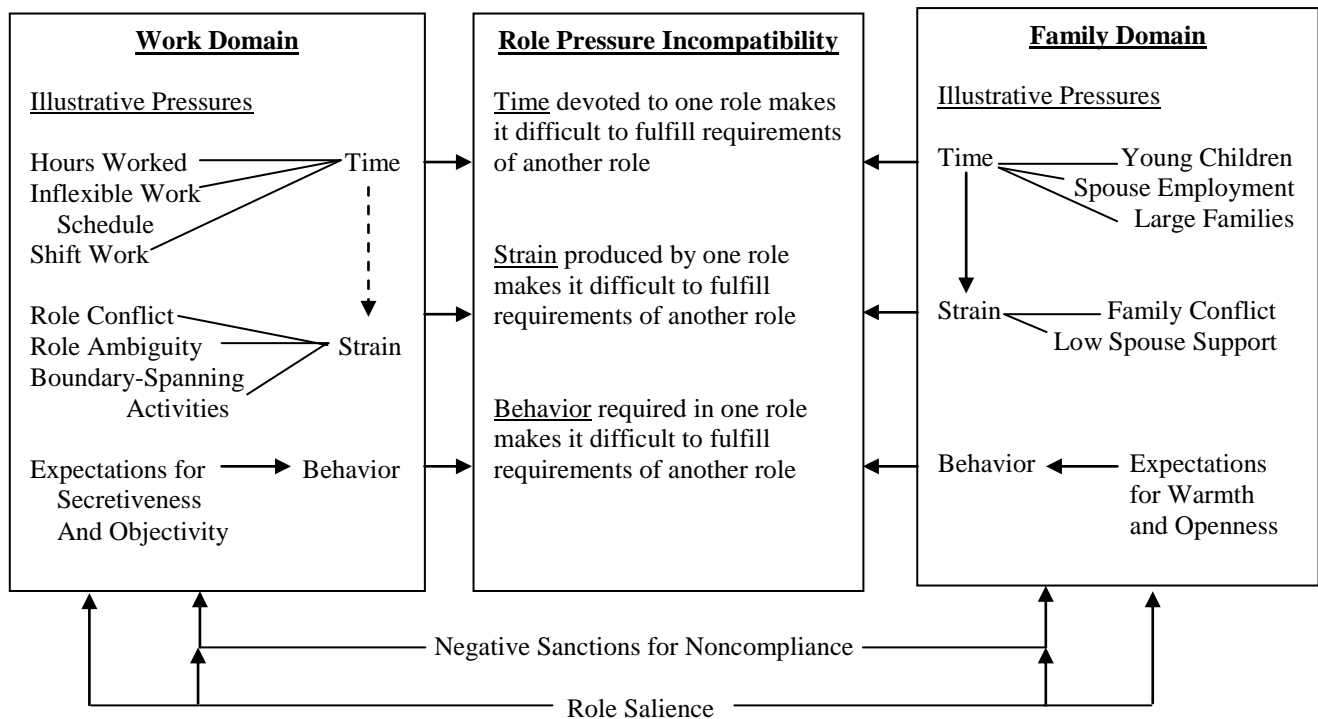 Work Domain
Illustrative Pressures
Hours Worked
Inflexible Work
Schedule
Shift Work
Time
Role Conflict
Role Ambiguity
Boundary-Spanning
Activities
Strain
Expectations for
Secretiveness
And Objectivity
Behavior
Role Pressure Incompatibility
Time devoted to one role makes
it difficult to fulfill requirements
of another role
Strain produced by one role
makes it difficult to fulfill
requirements of another role
Behavior required in one role
makes it difficult to fulfill
requirements of another role
Family Domain
Illustrative Pressures
Time
Young Children
Spouse Employment
Large Families
Strain
Family Conflict
Low Spouse Support
Behavior
Expectations
for Warmth
and Openness
Negative Sanctions for Noncompliance
Role Salience